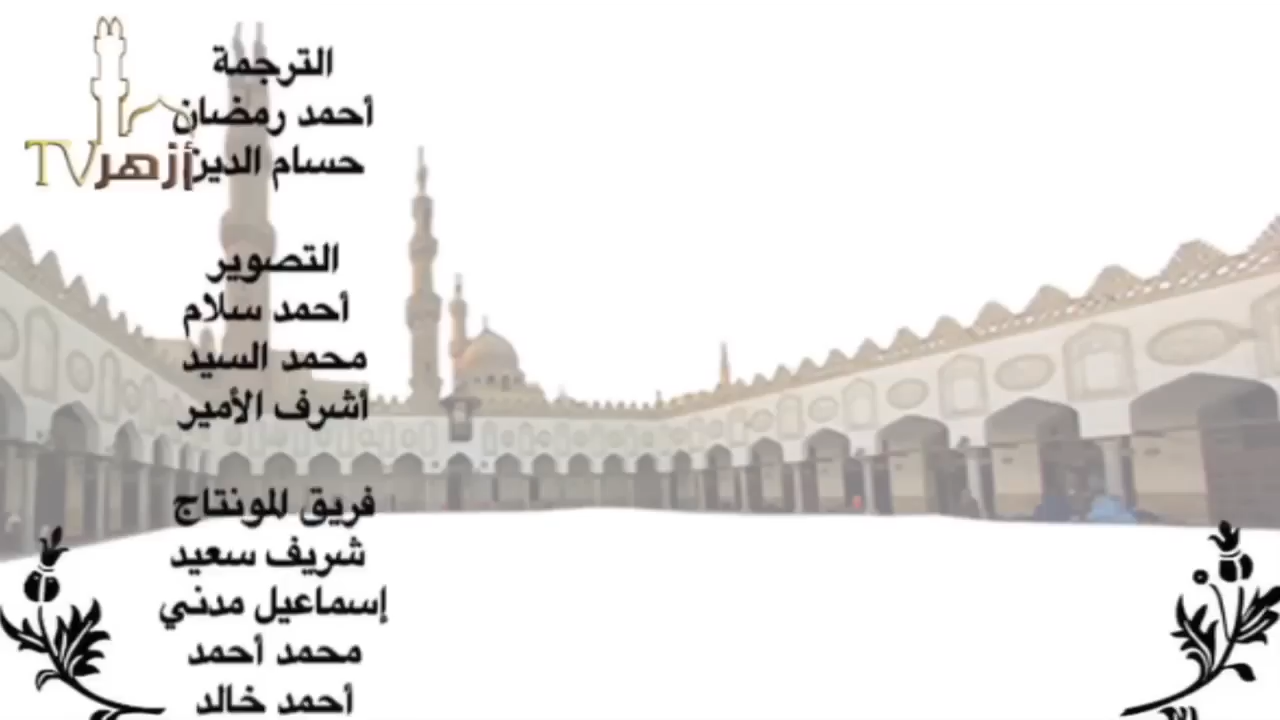 الترجمة
أحمد رمضان
حسام الدين
أزهر TV
التصوير
أحمد سلام
محمد السيد
أشرف الأمير
فريق المونتاج
شريف سعيد
إسماعيل مدني
محمد أحمد
أحمد خالد